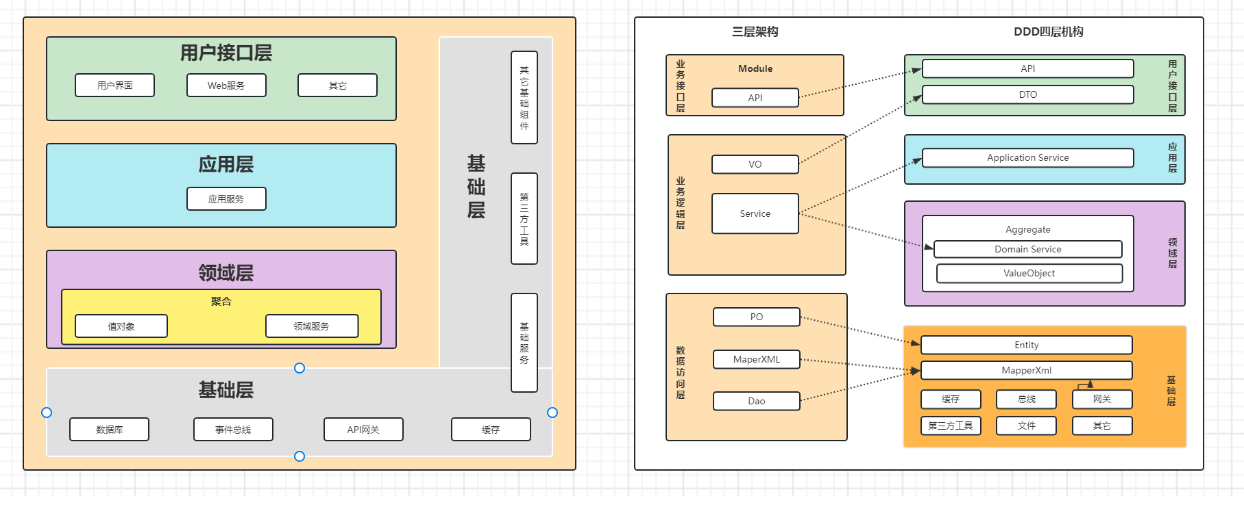 用户接口层
用户界面
Web服务
其它
应用层
应用服务
领域层
聚合
值对象
领域服务
基础层
其它基础组件
第三方工具
基础服务
基础层
数据库
事件总线
API网关
缓存
三层架构
DDD四层机构
业务接口层
Module
API
业务逻辑层
VO
Service
数据访问层
PO
MaperXML
Dao
API
DTO
用户接口层
Application Service
应用层
Aggregate
Domain Service
ValueObject
领域层
Entity
MapperXml
缓存
总线
网关
第三方工具
文件
其它
基础层